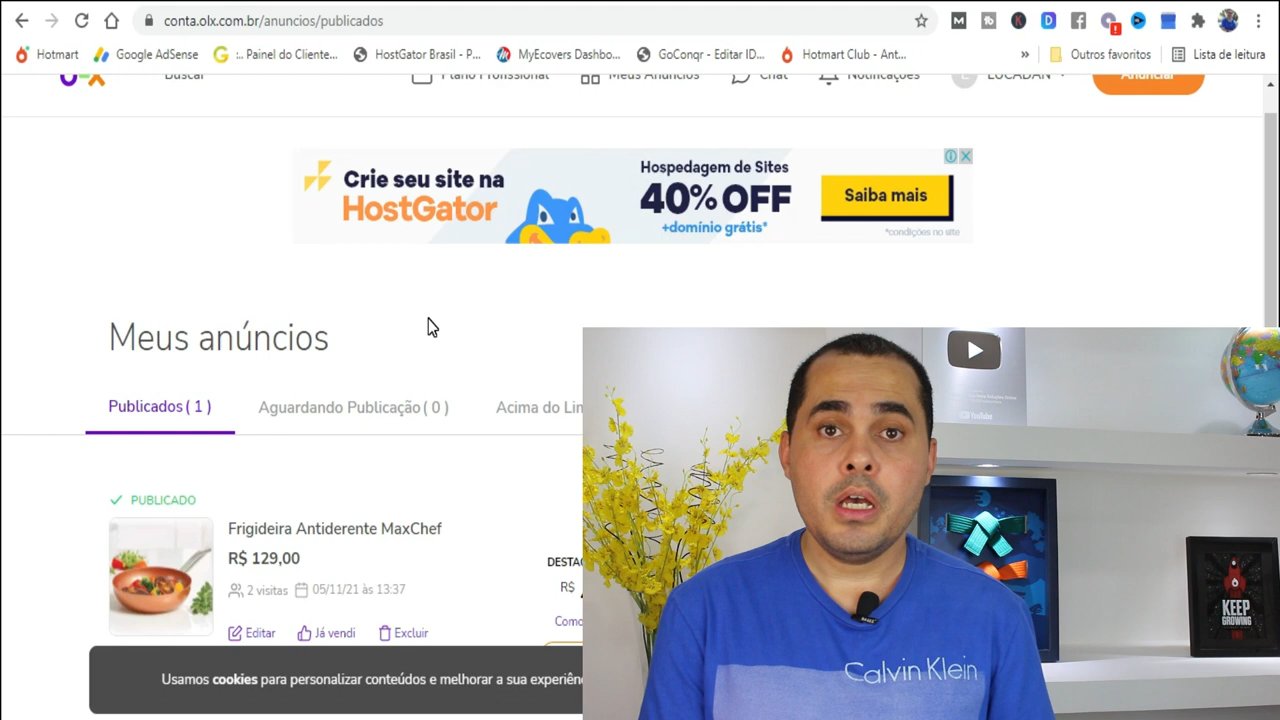 conta.olx.com.br/anuncios/publicados
Hotmart
Google AdSense
:. Painel do Cliente...
HostGator Brasil - P...
MyEcovers Dashbo...
GoConqr - Editar ID...
Hotmart Club - Ant...
»
Outros favoritos
Lista de leitura
Buscar
Plano Profissional
Meus Anúncios
Chat
Notificações
LUCADAN
Anunciar
Crie seu site na
HostGator
Hospedagem de Sites
40% OFF
+domínio grátis*
Saiba mais
*condições no site
Meus anúncios
Publicados ( 1 )
Aguardando Publicação ( 0 )
Acima do Lim
PUBLICADO
Frigideira Antiderente MaxChef
R$ 129,00
2 visitas
05/11/21 às 13:37
Editar
Já vendi
Excluir
DESTA
R$
Como
Usamos cookies para personalizar conteúdos e melhorar a sua experiên
YouTube
KEEP
GROWING
Calvin Klein